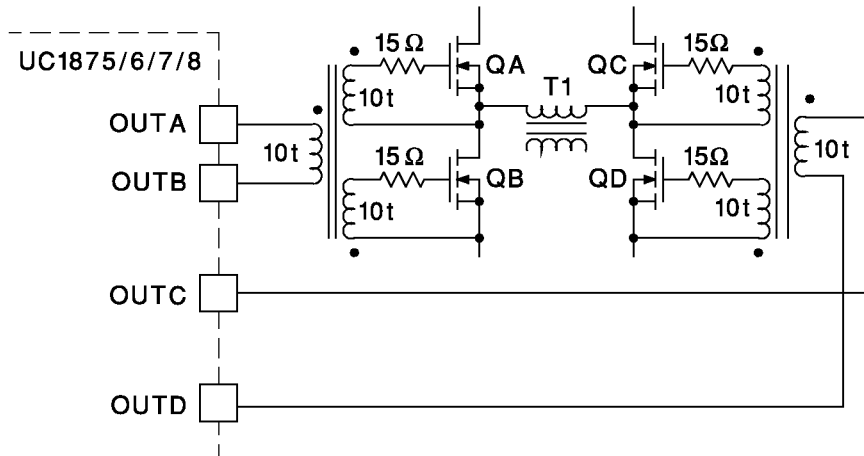 15Ω
15Ω
UC1875/6/7/8
QA
T1
QC
10t
10t
OUTA
10t
15Ω
15Ω
10t
OUTB
QB
QD
10t
10t
OUTC
OUTD